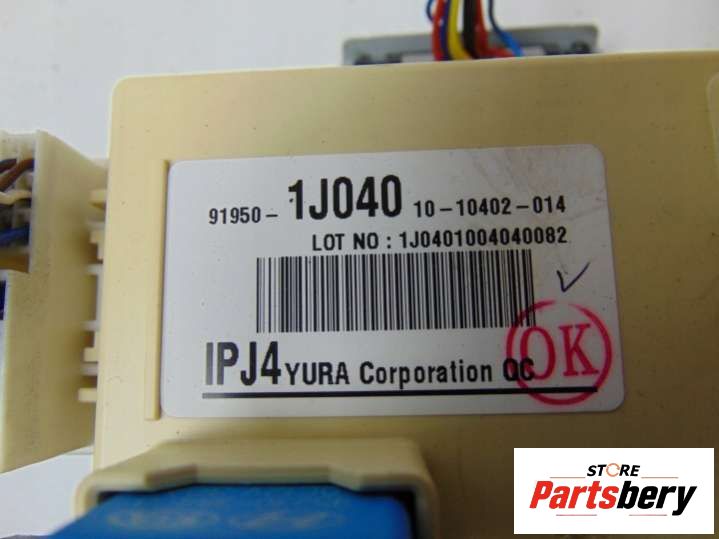 91950- 1J040 10-10402-014
LOT NO : 1J0401004040082
IPJ4 YURA Corporation QC
OK
STORE
Partsbery